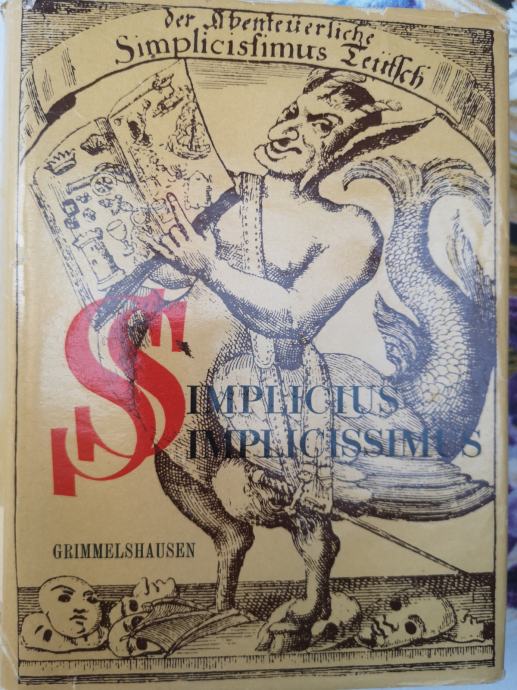 der Abenteuerliche
Simplicissimus Teütsch
SIMPLICIUS
SIMPLICISSIMUS
GRIMMELSHAUSEN